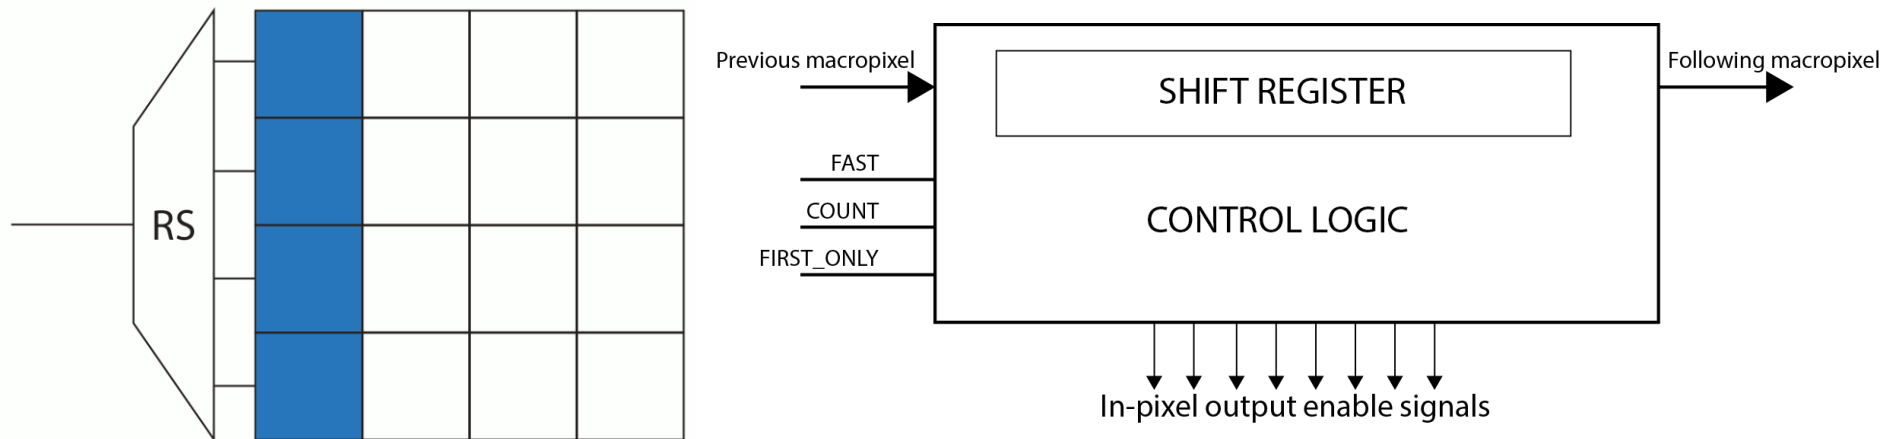 RS
Previous macropixel
Following macropixel
SHIFT REGISTER
FAST
COUNT
CONTROL LOGIC
FIRST_ONLY
In-pixel output enable signals